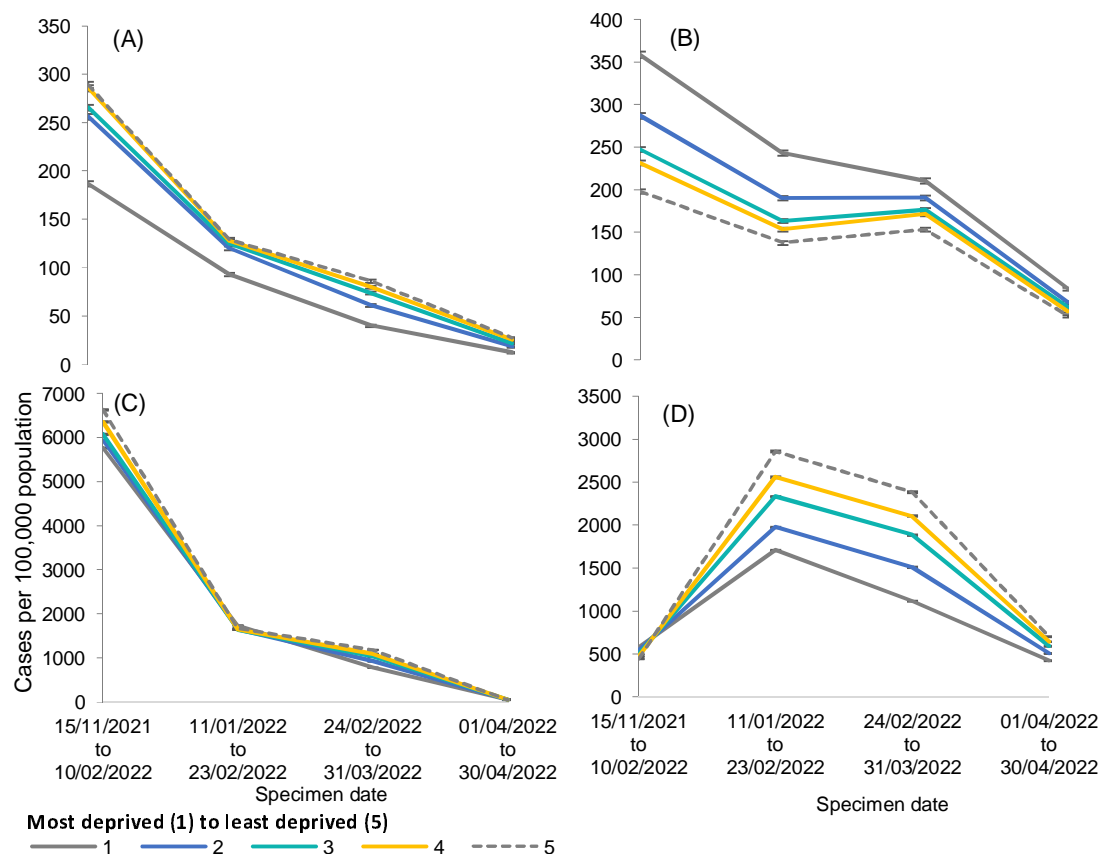 (A)
350
300
250
200
150
100
50
0
(B)
400
350
300
250
200
150
100
50
0
Cases per 100,000 population
(C)
7000
6000
5000
4000
3000
2000
1000
0
15/11/2021 11/01/2022 24/02/2022 01/04/2022
to to to to
10/02/2022 23/02/2022 31/03/2022 30/04/2022
Specimen date
(D)
3500
3000
2500
2000
1500
1000
500
0
15/11/2021 11/01/2022 24/02/2022 01/04/2022
to to to to
10/02/2022 23/02/2022 31/03/2022 30/04/2022
Specimen date
Most deprived (1) to least deprived (5)
1 2 3 4 5